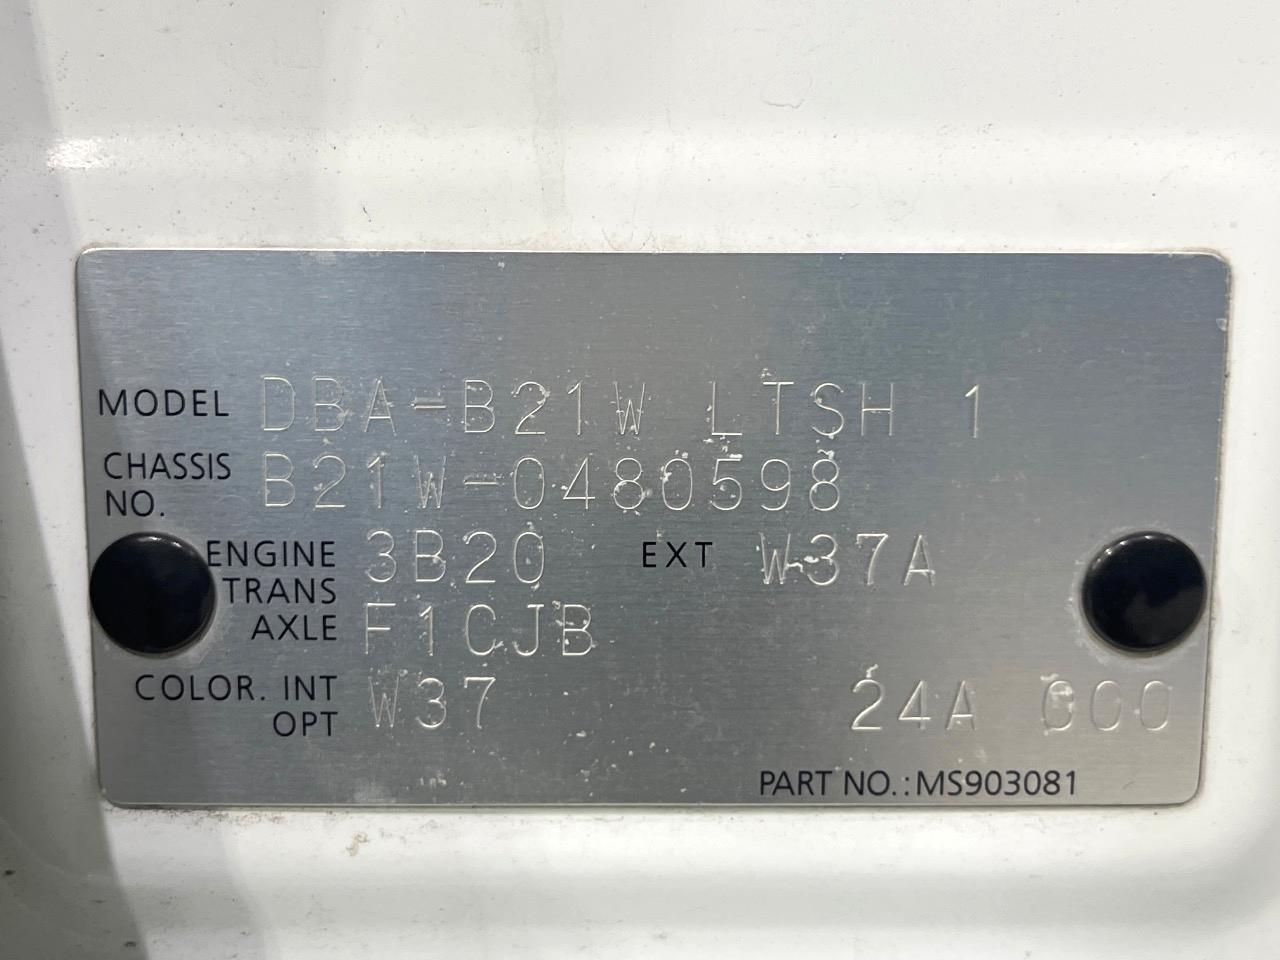 MODEL DBA-B21W LTSH 1
CHASSIS NO. B21W-0480598
ENGINE 3B20 EXT W37A
TRANS AXLE F1CJB
COLOR. INT OPT W37 24A 000
PART NO.: MS903081